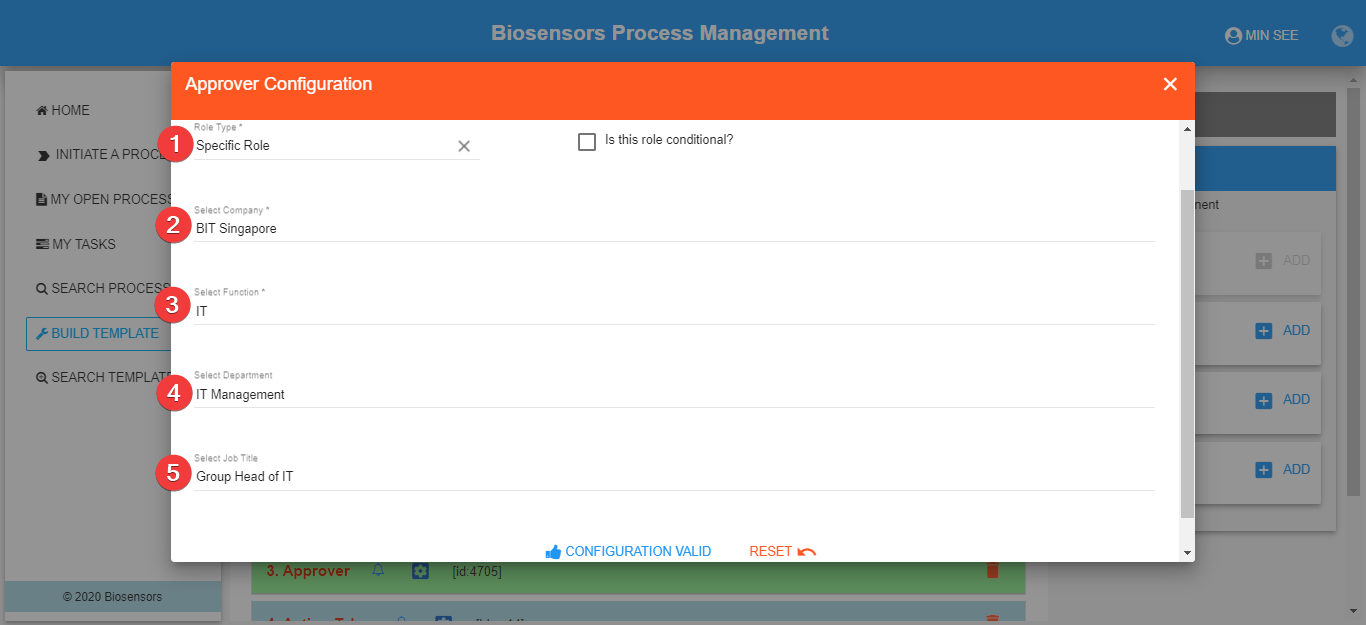 Biosensors Process Management
MIN SEE
Approver Configuration
HOME
INITIATE A PROCE
MY OPEN PROCESS
MY TASKS
SEARCH PROCESS
BUILD TEMPLATE
SEARCH TEMPLAT
© 2020 Biosensors
1
Role Type *
Specific Role
Is this role conditional?
2
Select Company *
BIT Singapore
3
Select Function *
IT
4
Select Department
IT Management
5
Select Job Title
Group Head of IT
CONFIGURATION VALID
RESET
nent
ADD
ADD
ADD
ADD
3. Approver
[id:4705]